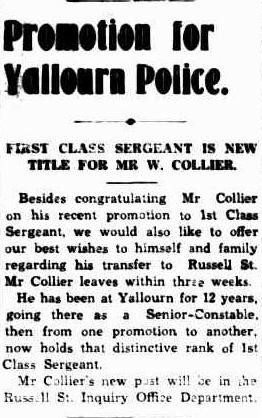 Promotion for
Yallourn Police.
FIRST CLASS SERGEANT IS NEW
TITLE FOR MR W. COLLIER.
Besides congratulating Mr Collier
on his recent promotion to 1st Class
Sergeant, we would also like to offer
our best wishes to himself and family
regarding his transfer to Russell St.
Mr Collier leaves within three weeks.
He has been at Yallourn for 12 years,
going there as a Senior-Constable,
then from one promotion to another,
now holds that distinctive rank of 1st
Class Sergeant.
Mr Collier's new post will be in the
Russell St. Inquiry Office Department.